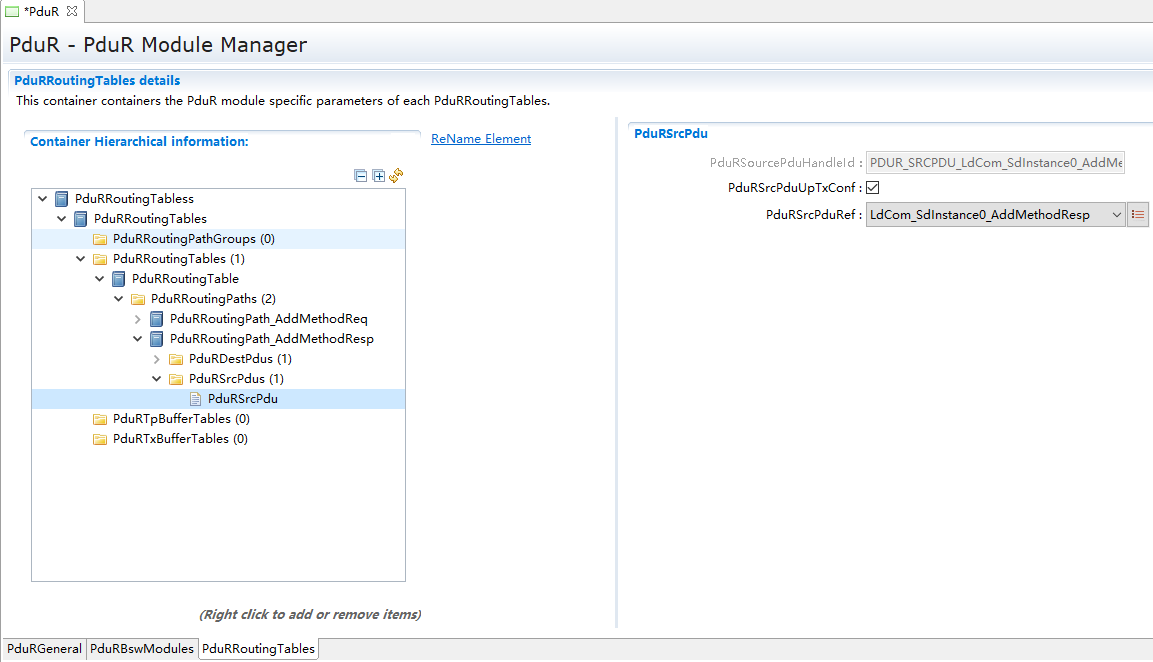 *PduR
PduR - PduR Module Manager
PduRRoutingTables details
This container containers the PduR module specific parameters of each PduRRoutingTables.
Container Hierarchical information:
ReName Element
PduRRoutingTabless
PduRRoutingTables
PduRRoutingPathGroups (0)
PduRRoutingTables (1)
PduRRoutingTable
PduRRoutingPaths (2)
PduRRoutingPath_AddMethodReq
PduRRoutingPath_AddMethodResp
PduRDestPdus (1)
PduRSrcPdus (1)
PduRSrcPdu
PduRTpBufferTables (0)
PduRTxBufferTables (0)
(Right click to add or remove items)
PduRSrcPdu
PduRSourcePduHandleId : PDUR_SRCPDU_LdCom_SdInstance0_AddMe
PduRSrcPduUpTxConf :
PduRSrcPduRef : LdCom_SdInstance0_AddMethodResp
PduRGeneral PduRBswModules PduRRoutingTables